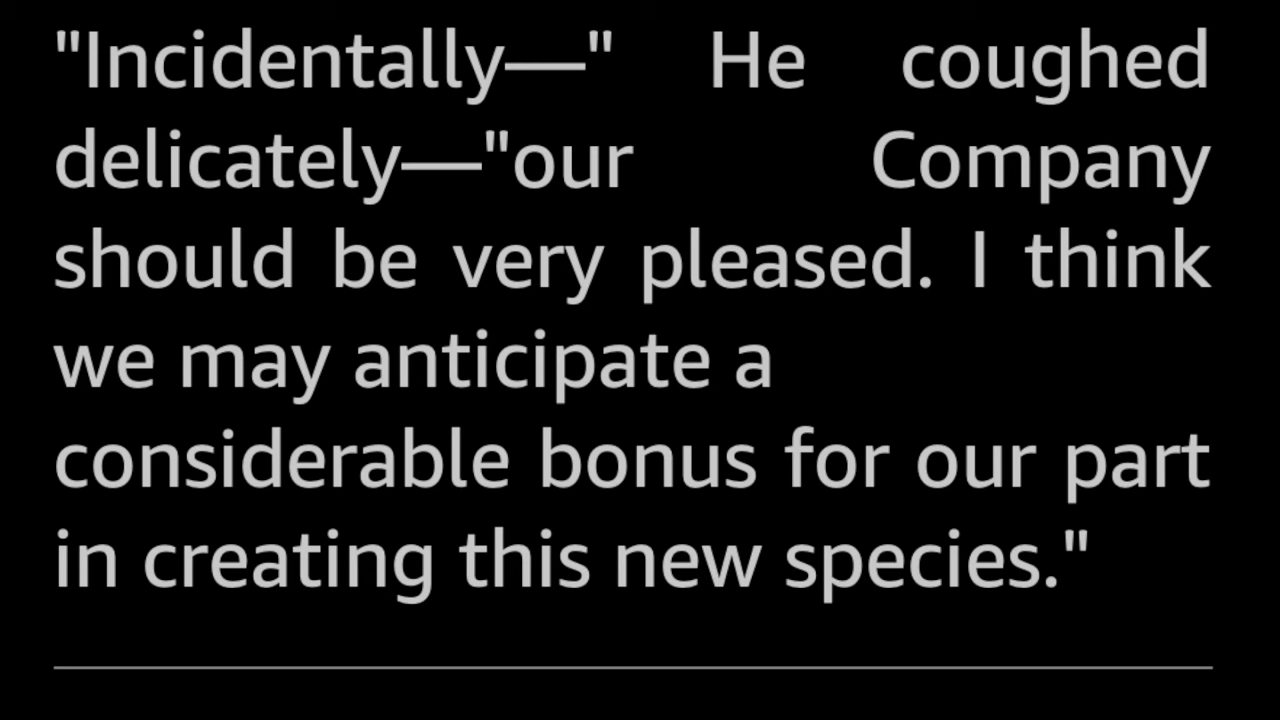 "Incidentally—" He coughed
delicately—"our Company
should be very pleased. I think
we may anticipate a
considerable bonus for our part
in creating this new species."